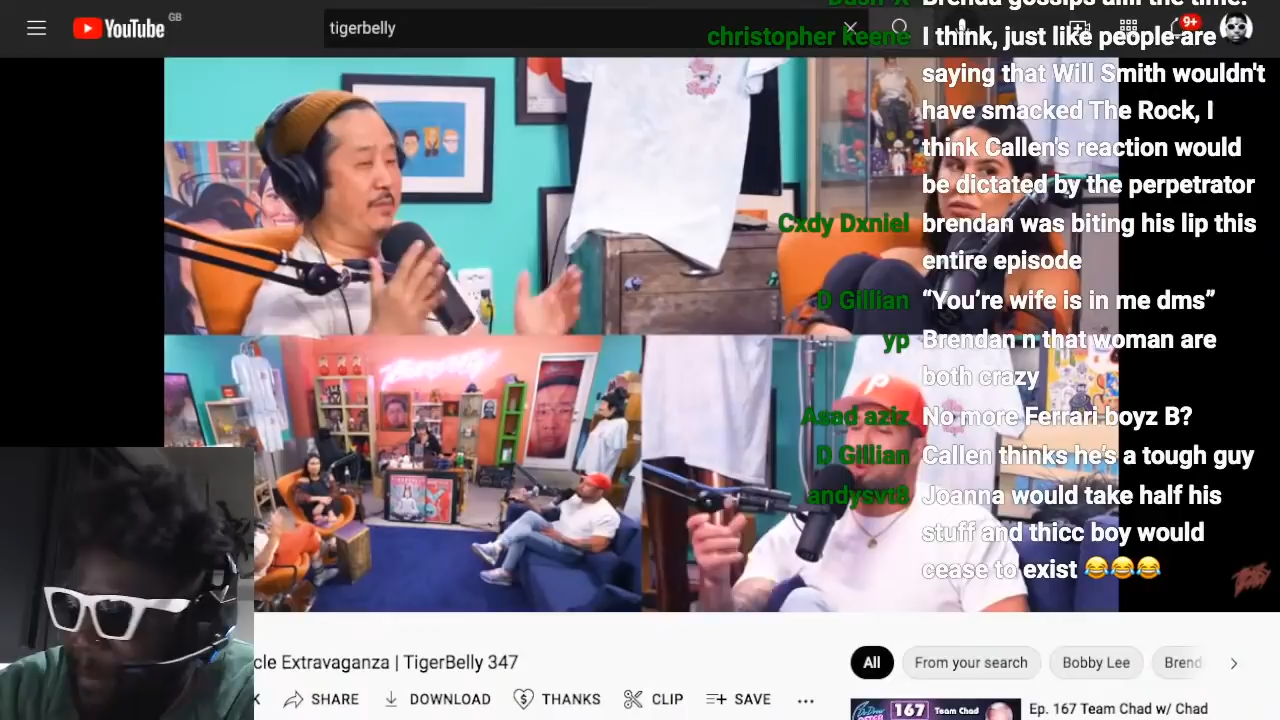 YouTube GB
tigerbelly
9+
Brenda gossips alllll the time!
christopher keene I think, just like people are
saying that Will Smith wouldn't
have smacked The Rock, I
think Callen's reaction would
be dictated by the perpetrator
Cxdy Dxniel brendan was biting his lip this
entire episode
D Gillian “You’re wife is in me dms”
yp Brendan n that woman are
both crazy
Asad aziz No more Ferrari boyz B?
D Gillian Callen thinks he's a tough guy
andysvt8 Joanna would take half his
stuff and thicc boy would
cease to exist 😂😂😂
cle Extravaganza | TigerBelly 347
SHARE DOWNLOAD THANKS CLIP SAVE ...
All From your search Bobby Lee Brend
167 Team Chad
Ep. 167 Team Chad w/ Chad